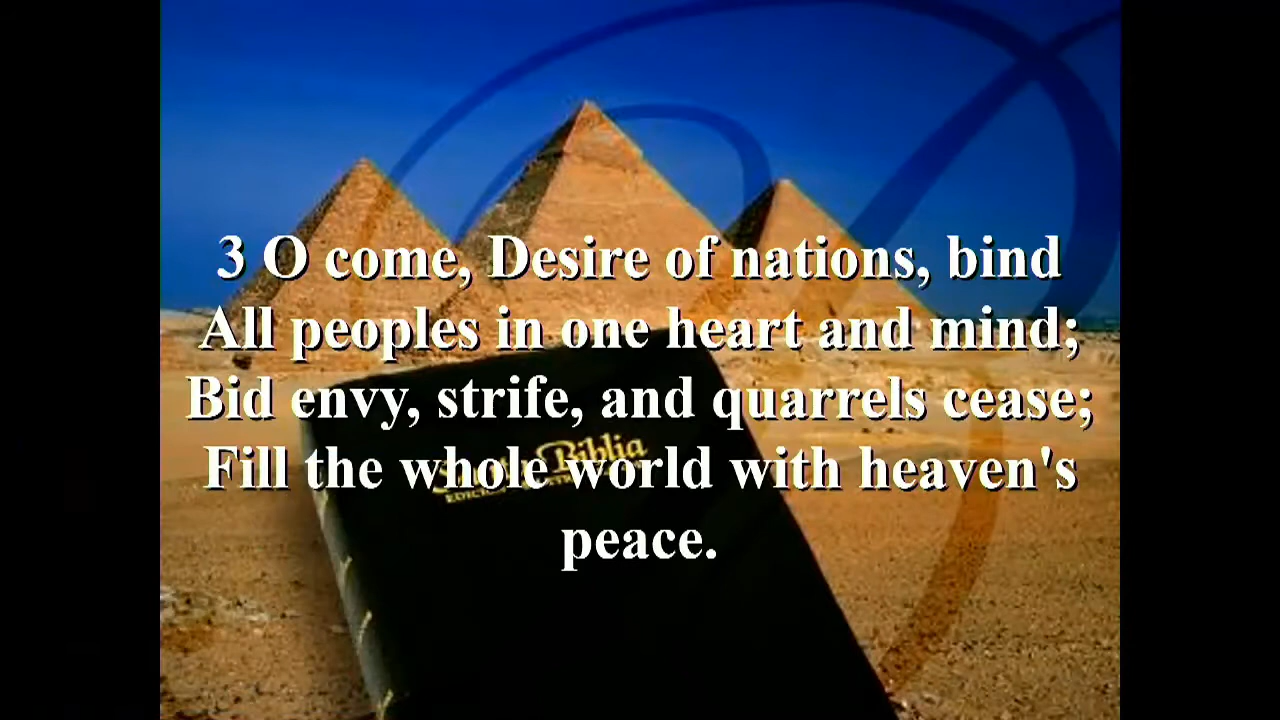 3 O come, Desire of nations, bind
All peoples in one heart and mind;
Bid envy, strife, and quarrels cease;
Fill the whole world with heaven's
peace.
Biblia